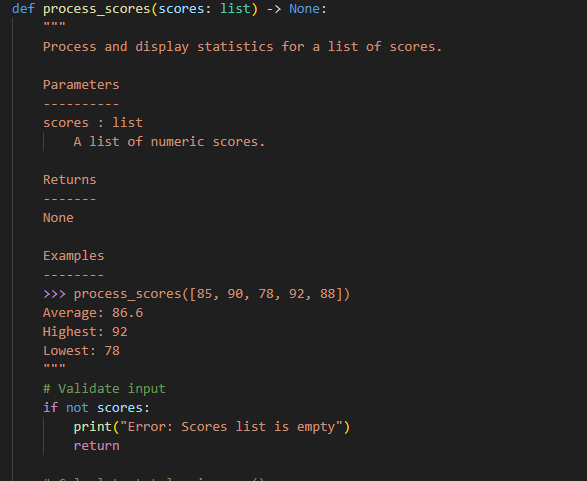 def process_scores(scores: list) -> None:
"""
Process and display statistics for a list of scores.
Parameters
----------
scores : list
A list of numeric scores.
Returns
-------
None
Examples
--------
>>> process_scores([85, 90, 78, 92, 88])
Average: 86.6
Highest: 92
Lowest: 78
"""
# Validate input
if not scores:
print("Error: Scores list is empty")
return